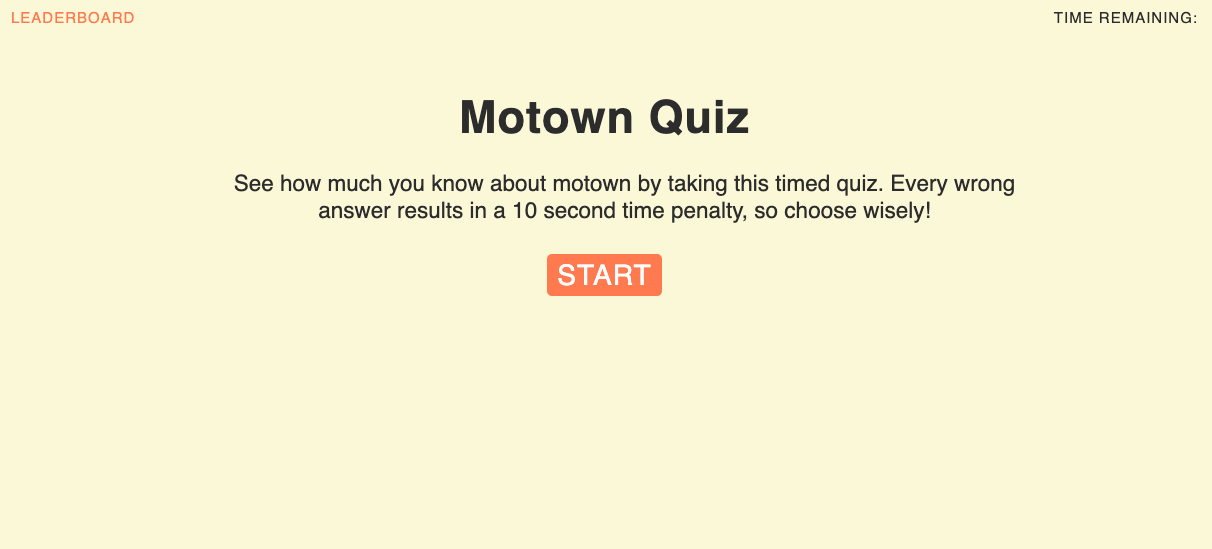 LEADERBOARD
TIME REMAINING:
Motown Quiz
See how much you know about motown by taking this timed quiz. Every wrong
answer results in a 10 second time penalty, so choose wisely!
START